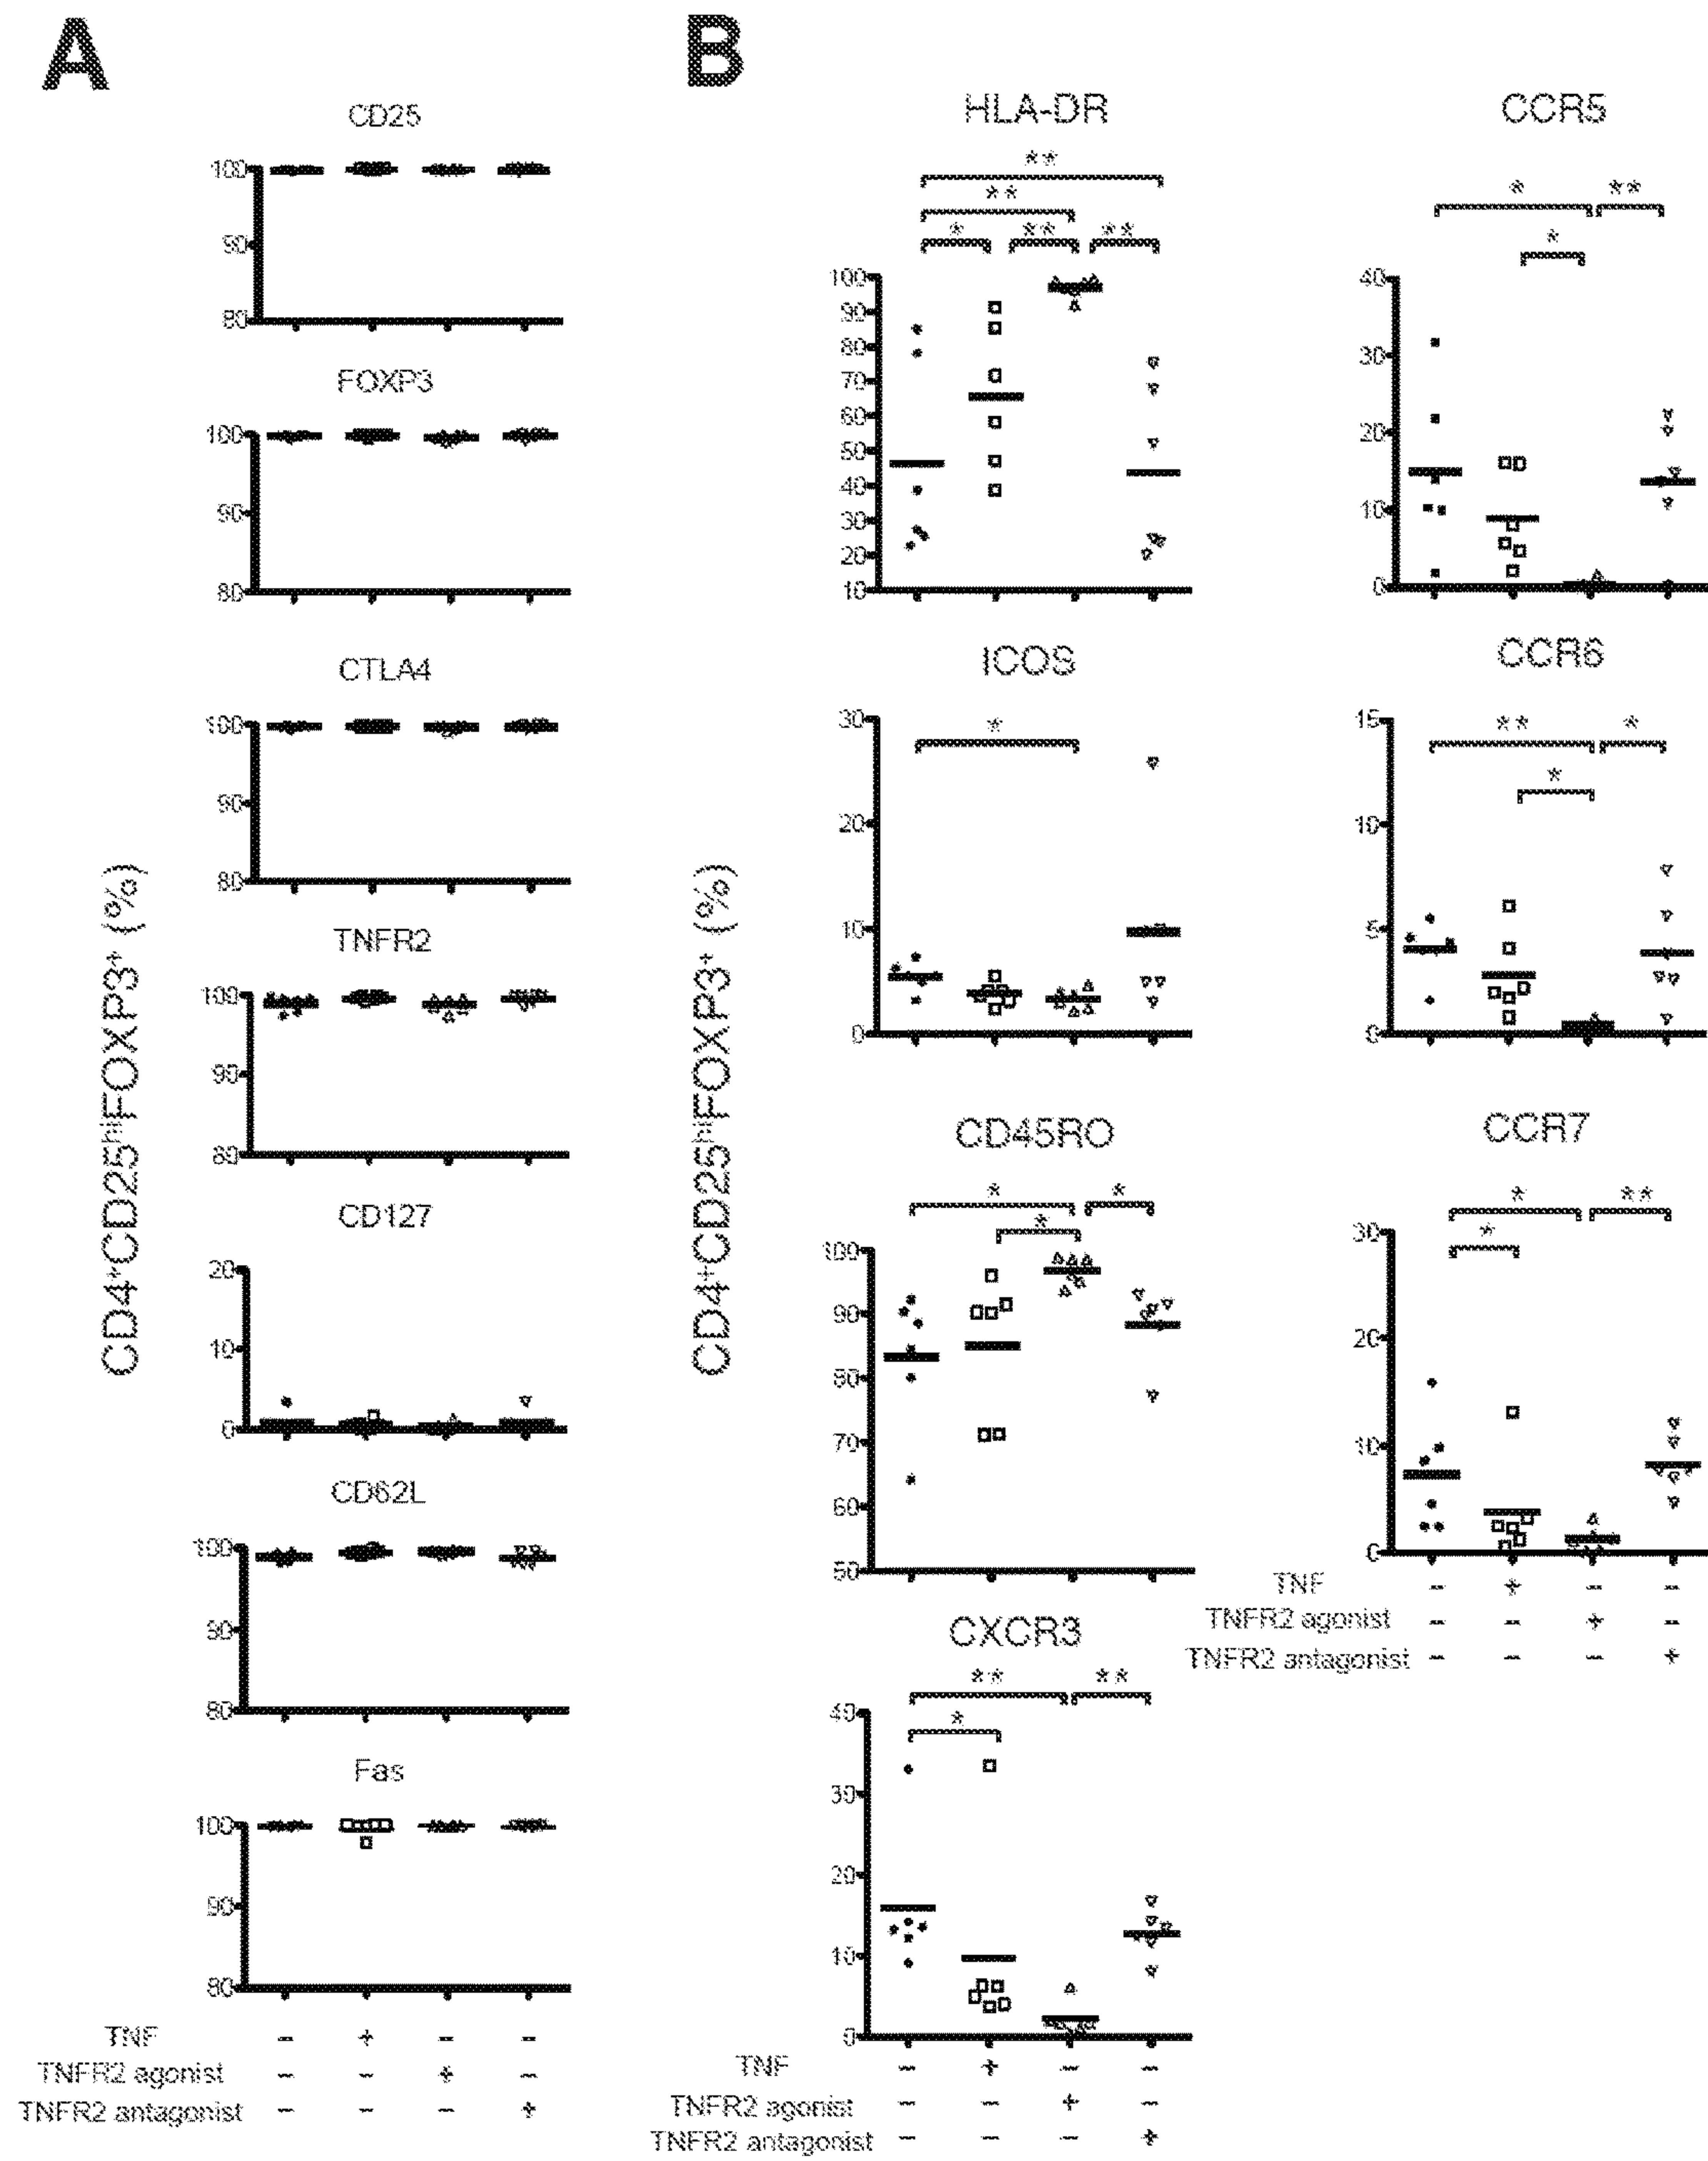 A
CD25
100
90
80
FOXP3
100
90
80
CTLA4
100
90
80
TNFR2
100
90
80
CD127
20
10
0
CD62L
100
90
80
Fas
100
90
80
CD4+CD25hiFOXP3+ (%)
TNF − + − −
TNFR2 agonist − − + −
TNFR2 antagonist − − − +
B
HLA-DR
**
**
* ** **
100
90
80
70
60
50
40
30
20
10
ICOS
*
30
20
10
0
CD45RO
* *
*
100
90
80
70
60
50
CXCR3
** **
*
40
30
20
10
0
CD4+CD25hiFOXP3+ (%)
TNF − + − −
TNFR2 agonist − − + −
TNFR2 antagonist − − − +
CCR5
* **
*
40
30
20
10
0
CCR6
** *
*
15
10
5
0
CCR7
* **
*
30
20
10
0
TNF − + − −
TNFR2 agonist − − + −
TNFR2 antagonist − − − +